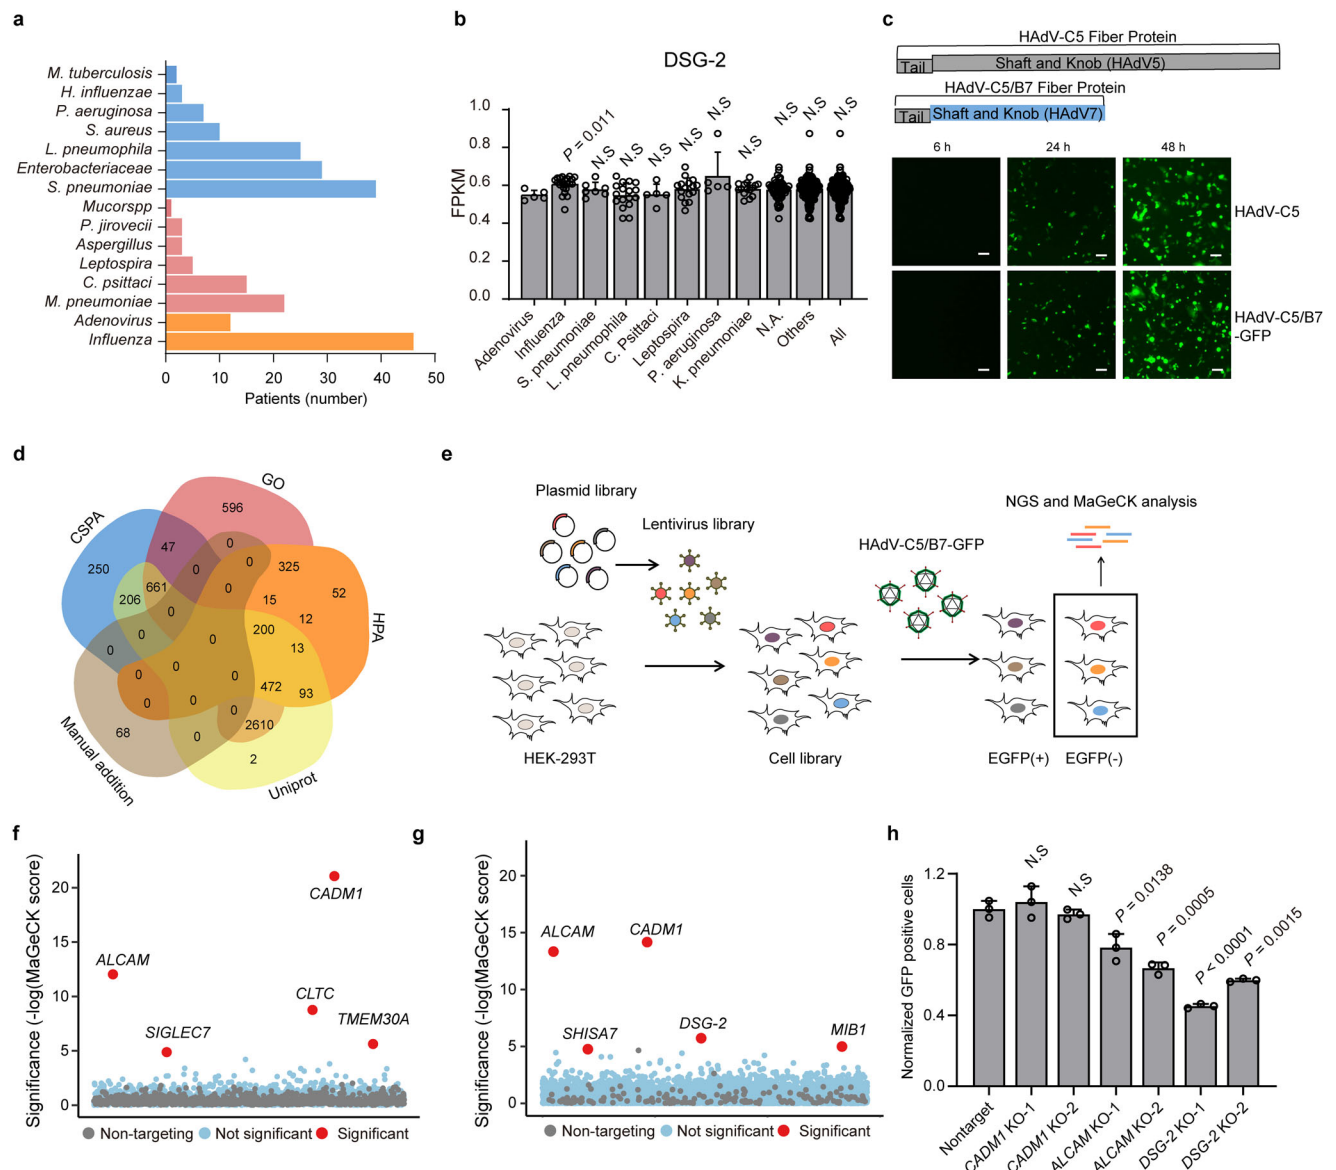 a
M. tuberculosis
H. influenzae
P. aeruginosa
S. aureus
L. pneumophila
Enterobacteriaceae
S. pneumoniae
Mucorspp
P. jirovecii
Aspergillus
Leptospira
C. psittaci
M. pneumoniae
Adenovirus
Influenza
0 10 20 30 40 50
Patients (number)
b
DSG-2
FPKM
1.0
0.8
0.6
0.4
0.2
0.0
P = 0.011
N.S
N.S
N.S
N.S
N.S
N.S
N.S
N.S
N.S
Adenovirus
Influenza
S. pneumoniae
L. pneumophila
C. Psittaci
Leptospira
P. aeruginosa
K. pneumoniae
N.A.
Others
All
c
HAdV-C5 Fiber Protein
Tail
Shaft and Knob (HAdV5)
HAdV-C5/B7 Fiber Protein
Tail
Shaft and Knob (HAdV7)
6 h 24 h 48 h
HAdV-C5
HAdV-C5/B7
-GFP
d
GO
CSPA
HPA
Manual addition
Uniprot
596
47
0
250
0
0
325
52
206
661
0
15
12
0
0
200
13
0
0
0
0
472
93
0
0
0
68
0
2610
2
e
Plasmid library
Lentivirus library
HAdV-C5/B7-GFP
NGS and MaGeCK analysis
HEK-293T
Cell library
EGFP(+)
EGFP(-)
f
Significance (-log(MaGeCK score)
20
15
10
5
0
CADM1
ALCAM
CLTC
SIGLEC7
TMEM30A
Non-targeting Not significant Significant
g
Significance (-log(MaGeCK score)
20
15
10
5
0
ALCAM
CADM1
SHISA7
DSG-2
MIB1
Non-targeting Not significant Significant
h
Normalized GFP positive cells
1.2
0.8
0.4
0.0
N.S
N.S
P = 0.0138
P = 0.0005
P < 0.0001
P = 0.0015
Nontarget
CADM1 KO-1
CADM1 KO-2
ALCAM KO-1
ALCAM KO-2
DSG-2 KO-1
DSG-2 KO-2